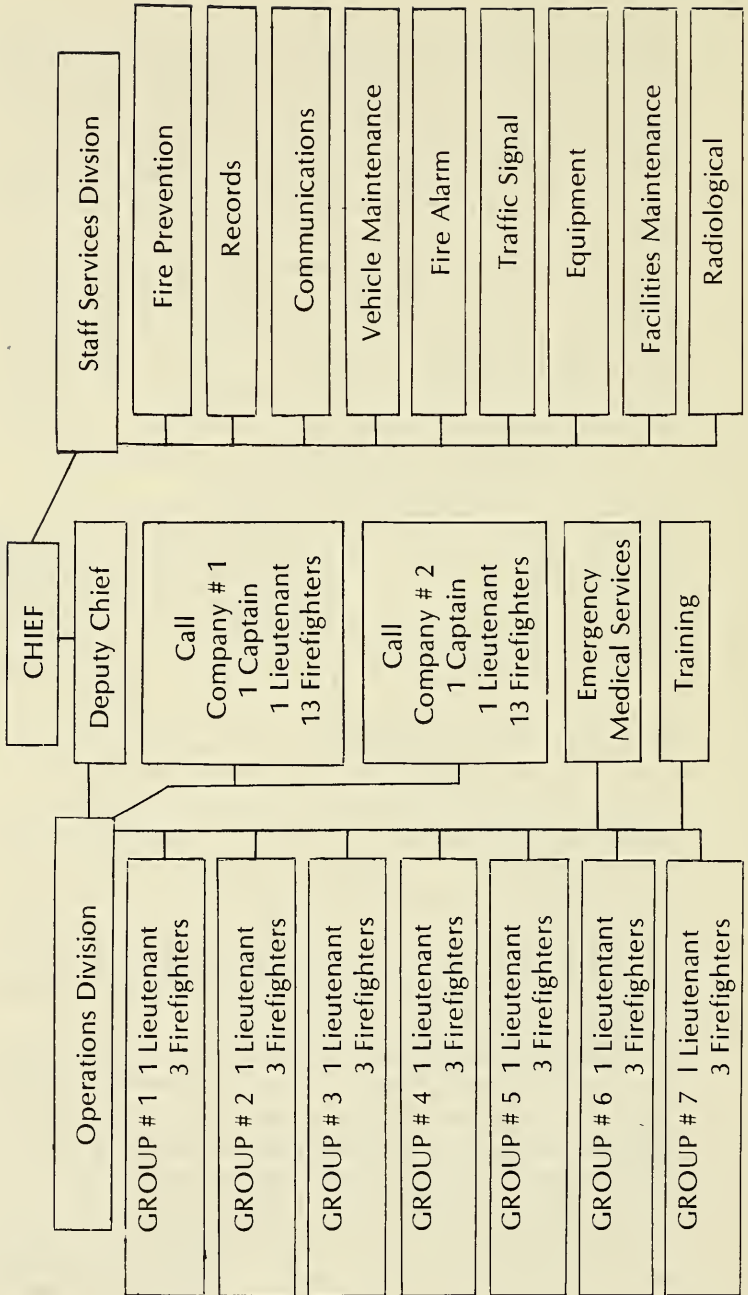 CHIEF
Deputy Chief
Operations Division
GROUP # 1 1 Lieutenant
3 Firefighters
GROUP # 2 1 Lieutenant
3 Firefighters
GROUP # 3 1 Lieutenant
3 Firefighters
GROUP # 4 1 Lieutenant
3 Firefighters
GROUP # 5 1 Lieutenant
3 Firefighters
GROUP # 6 1 Lieutentant
3 Firefighters
GROUP # 7 I Lieutenant
3 Firefighters
Call
Company # 1
1 Captain
1 Lieutenant
13 Firefighters
Call
Company # 2
1 Captain
1 Lieutenant
13 Firefighters
Emergency
Medical Services
Training
Staff Services Divsion
Fire Prevention
Records
Communications
Vehicle Maintenance
Fire Alarm
Traffic Signal
Equipment
Facilities Maintenance
Radiological